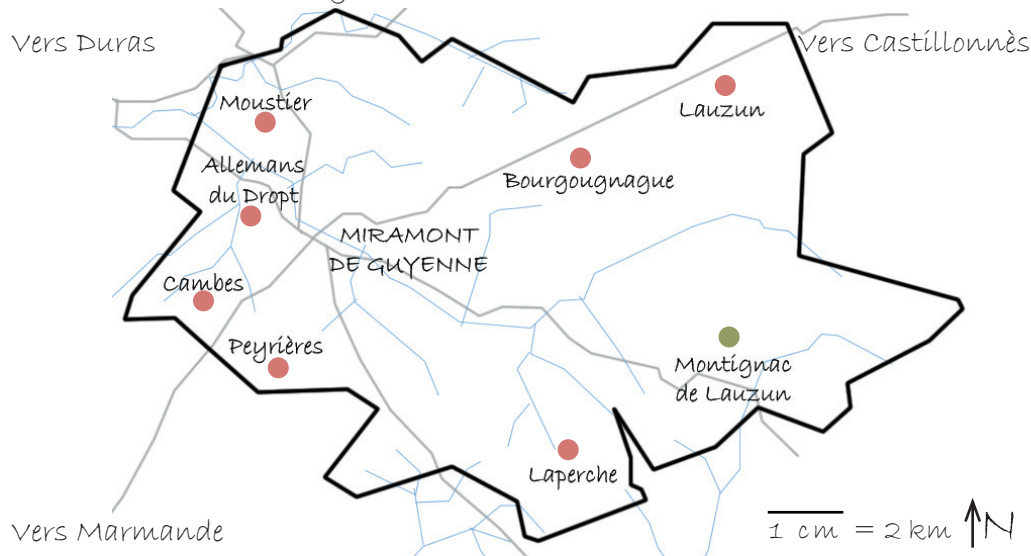 Vers Duras
Vers Castillonnès
Moustier
Lauzun
Allemans
du Dropt
Bourgougnague
MIRAMONT
DE GUYENNE
Cambes
Peyrières
Montignac
de Lauzun
Laperche
Vers Marmande
1 cm = 2 km N